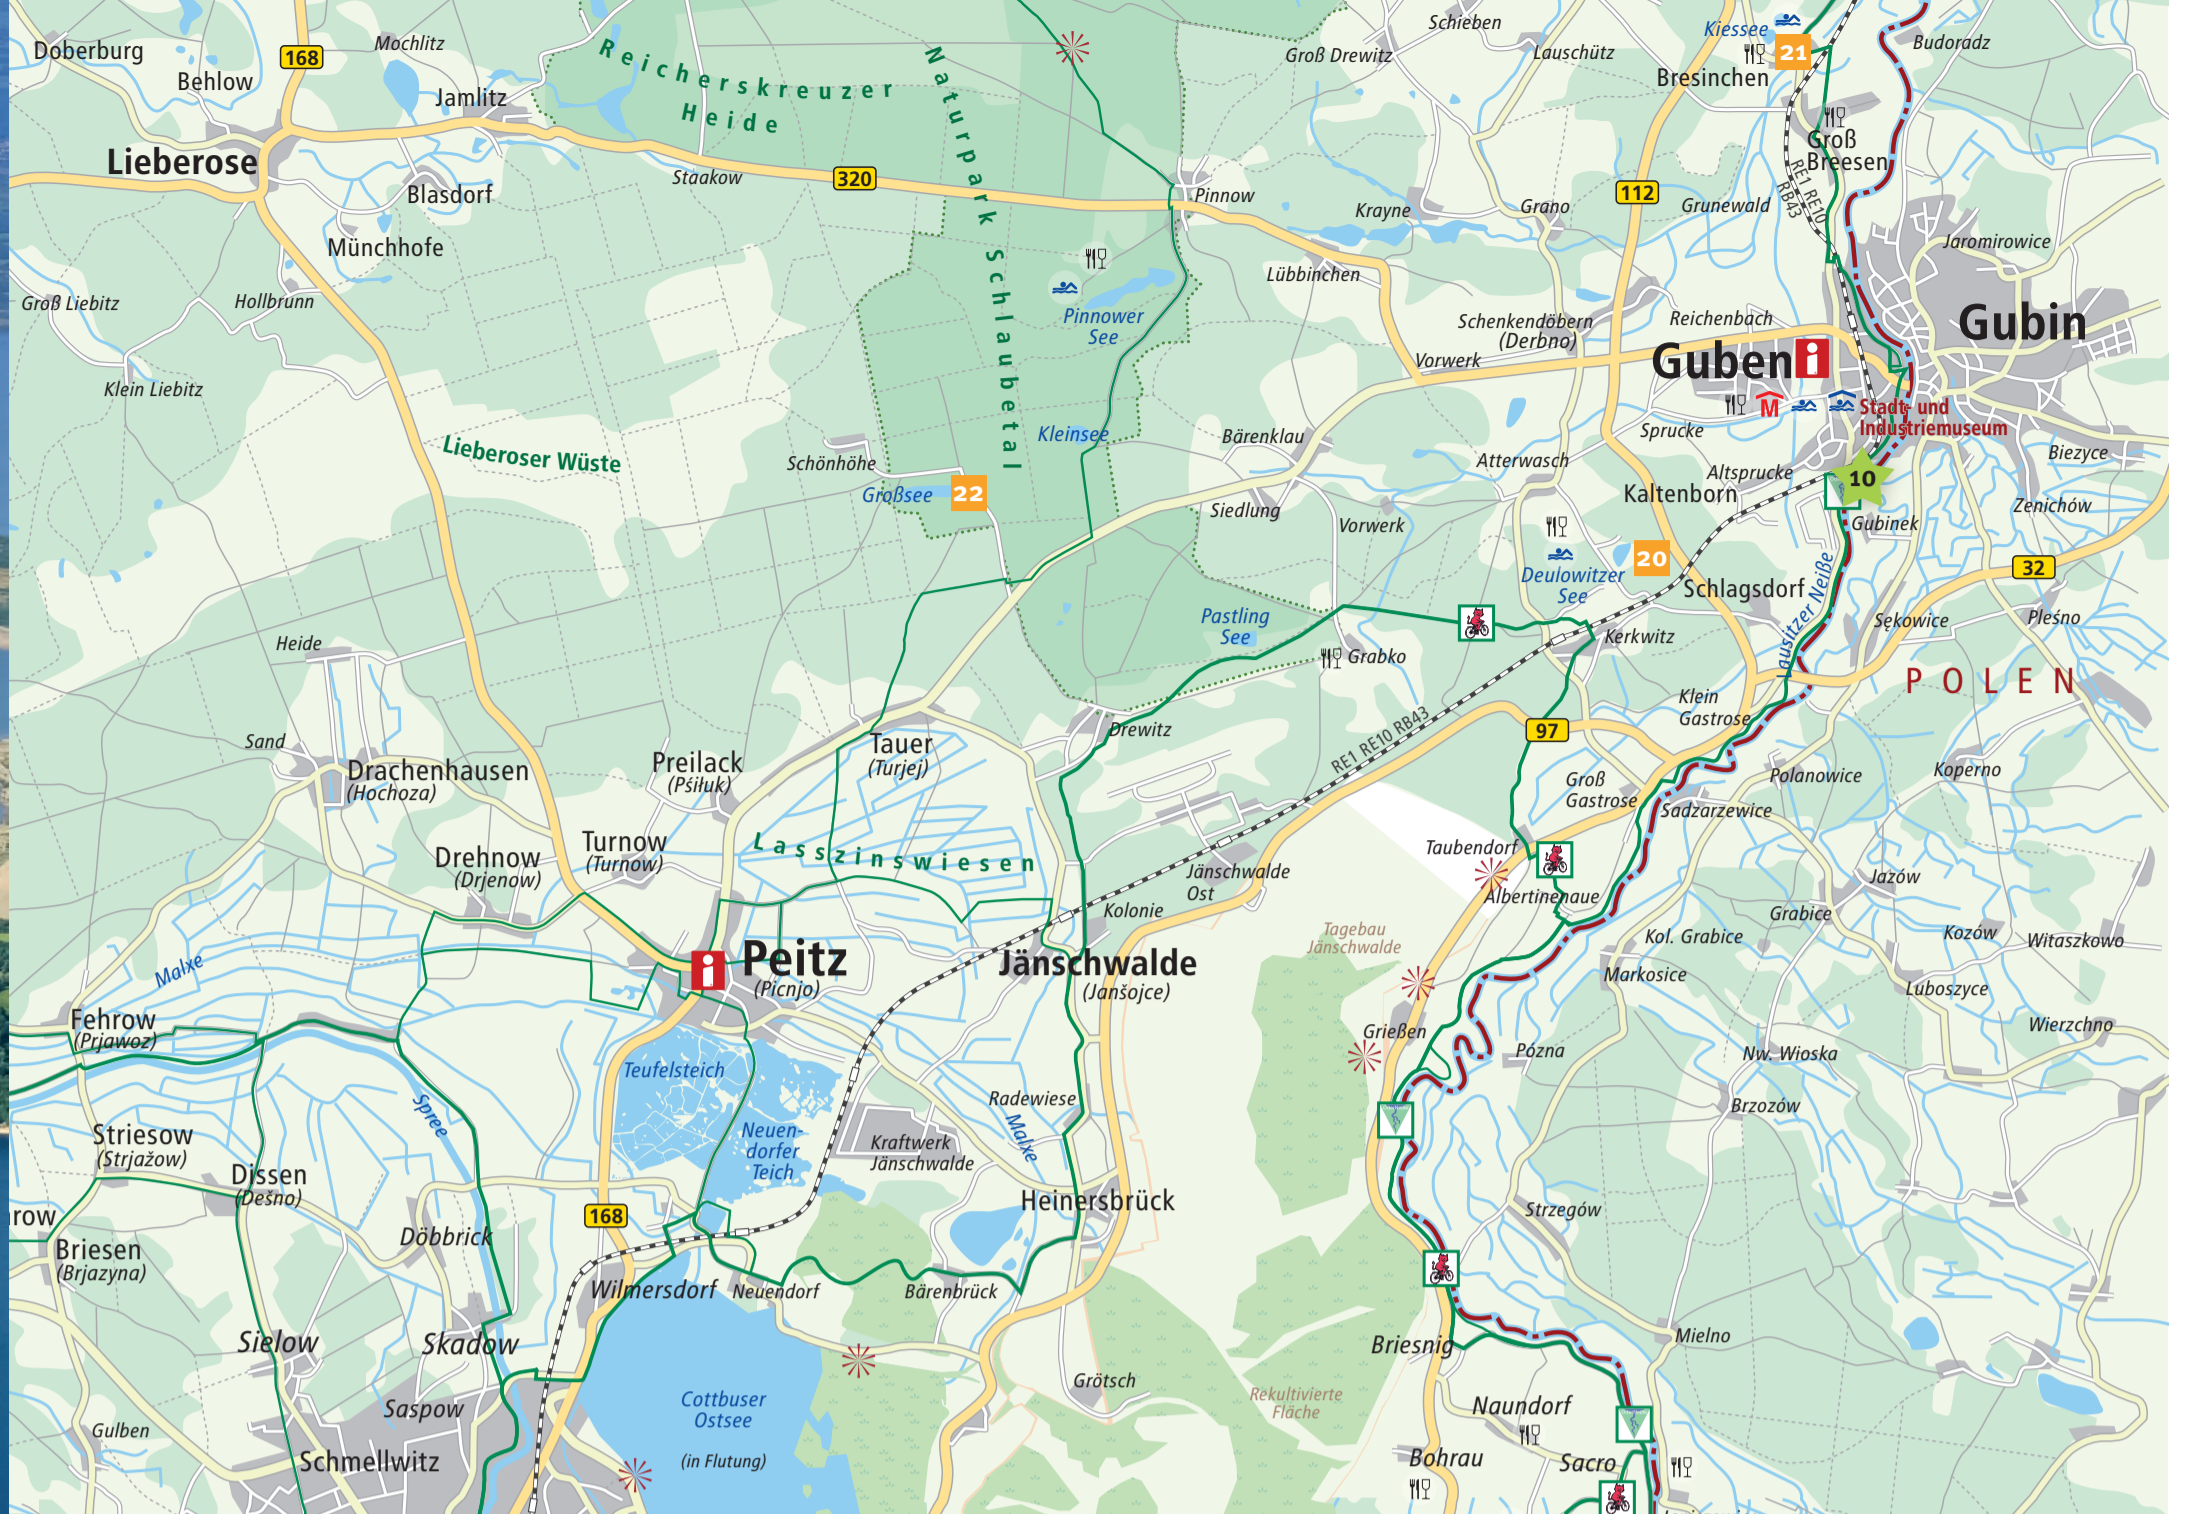 Doberburg
Mochlitz
168
Behlow
Jamlitz
Reicherskreuzer
Heide
Naturpark Schlaubetal
Schieben
Groß Drewitz
Lauschütz
Kiessee
21
Bresinchen
Budoradz
Groß
Breesen
RE1 RE10
RB43
Lieberose
Blasdorf
Staakow
320
Pinnow
Krayne
Grano
112
Grunewald
Münchhofe
Jaromirowice
Lübbinchen
Groß Liebitz
Hollbrunn
Pinnower
See
Schenkendöbern
(Derbno)
Reichenbach
Gubin
Guben
i
Vorwerk
Klein Liebitz
M
Stadt- und
Industriemuseum
Lieberoser Wüste
Kleinsee
Bärenklau
Sprucke
Biezyce
Schönhöhe
Großsee
22
Atterwasch
Altsprucke
Kaltenborn
10
Siedlung
Vorwerk
Gubinek
Zenichów
20
Deulowitzer
See
Schlagsdorf
Lausitzer Neiße
32
Pastling
See
Sękowice
Pleśno
Heide
Grabko
Kerkwitz
POLEN
Klein
Gastrose
Sand
Tauer
(Turjej)
Drewitz
RE1 RE10 RB43
97
Drachenhausen
(Hochoza)
Preilack
(Pśiłuk)
Groß
Gastrose
Polanowice
Koperno
Sadzarzewice
Turnow
(Turnow)
Drehnow
(Drjenow)
Lasszinswiesen
Taubendorf
Jänschwalde
Ost
Albertinenaue
Jazów
Kolonie
Grabice
Malxe
Peitz
(Picnjo)
i
Jänschwalde
(Janšojce)
Tagebau
Jänschwalde
Kol. Grabice
Kozów
Witaszkowo
Markosice
Luboszyce
Fehrow
(Prjawoz)
Grießen
Wierzchno
Pózna
Nw. Wioska
Teufelsteich
Spree
Radewiese
Malxe
Brzozów
Striesow
(Strjažow)
Neuen-
dorfer
Teich
Kraftwerk
Jänschwalde
Dissen
(Dešno)
Heinersbrück
168
Strzegów
row
Döbbrick
Briesen
(Brjazyna)
Wilmersdorf
Neuendorf
Bärenbrück
Sielow
Skadow
Briesnig
Mielno
Grötsch
Cottbuser
Ostsee
(in Flutung)
Rekultivierte
Fläche
Saspow
Naundorf
Gulben
Schmellwitz
Bohrau
Sacro